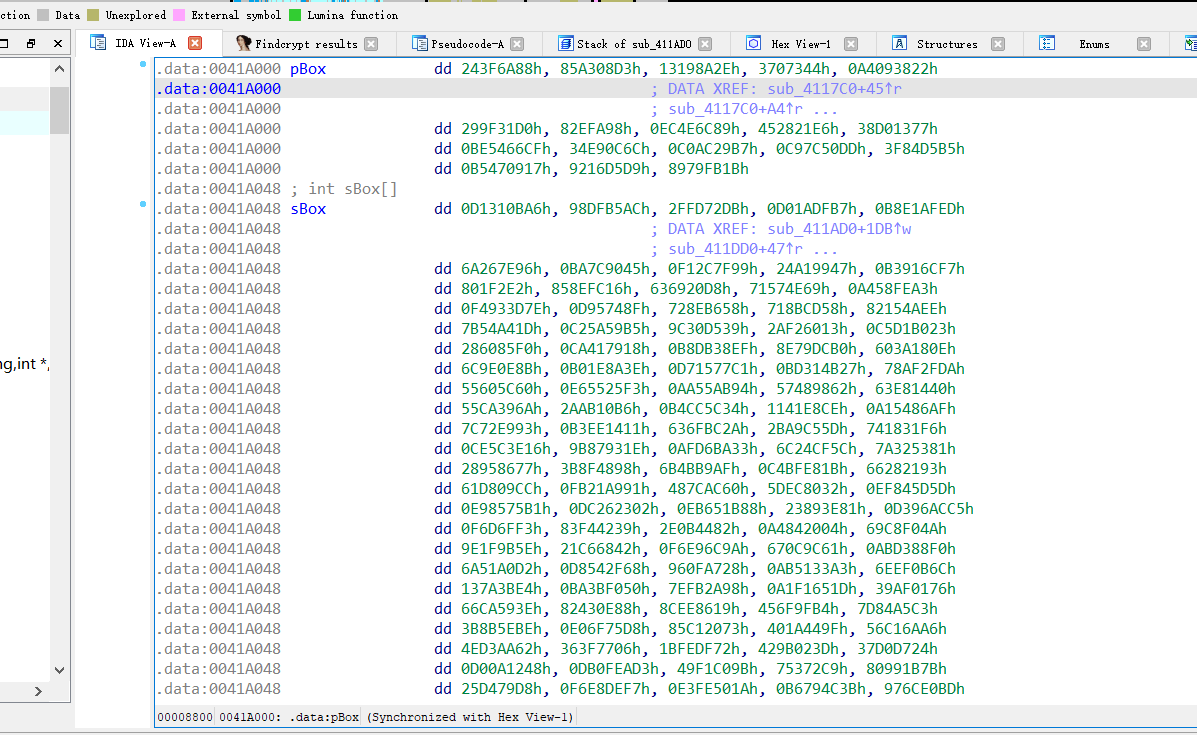 ction Data Unexplored External symbol Lumina function
IDA View-A Findcrypt results Pseudocode-A Stack of sub_411AD0 Hex View-1 Structures Enums
.data:0041A000 pBox dd 243F6A88h, 85A308D3h, 13198A2Eh, 3707344h, 0A4093822h
.data:0041A000 ; DATA XREF: sub_4117C0+45↑r
.data:0041A000 ; sub_4117C0+A4↑r ...
.data:0041A000 dd 299F31D0h, 82EFA98h, 0EC4E6C89h, 452821E6h, 38D01377h
.data:0041A000 dd 0BE5466CFh, 34E90C6Ch, 0C0AC29B7h, 0C97C50DDh, 3F84D5B5h
.data:0041A000 dd 0B5470917h, 9216D5D9h, 8979FB1Bh
.data:0041A048 ; int sBox[]
.data:0041A048 sBox dd 0D1310BA6h, 98DFB5ACh, 2FFD72DBh, 0D01ADFB7h, 0B8E1AFEDh
.data:0041A048 ; DATA XREF: sub_411AD0+1DB↑w
.data:0041A048 ; sub_411DD0+47↑r ...
.data:0041A048 dd 6A267E96h, 0BA7C9045h, 0F12C7F99h, 24A19947h, 0B3916CF7h
.data:0041A048 dd 801F2E2h, 858EFC16h, 636920D8h, 71574E69h, 0A458FEA3h
.data:0041A048 dd 0F4933D7Eh, 0D95748Fh, 728EB658h, 718BCD58h, 82154AEEh
.data:0041A048 dd 7B54A41Dh, 0C25A59B5h, 9C30D539h, 2AF26013h, 0C5D1B023h
.data:0041A048 dd 286085F0h, 0CA417918h, 0B8DB38EFh, 8E79DCB0h, 603A180Eh
ng,int *,
.data:0041A048 dd 6C9E0E8Bh, 0B01E8A3Eh, 0D71577C1h, 0BD314B27h, 78AF2FDAh
.data:0041A048 dd 55605C60h, 0E65525F3h, 0AA55AB94h, 57489862h, 63E81440h
.data:0041A048 dd 55CA396Ah, 2AAB10B6h, 0B4CC5C34h, 1141E8CEh, 0A15486AFh
.data:0041A048 dd 7C72E993h, 0B3EE1411h, 636FBC2Ah, 2BA9C55Dh, 741831F6h
.data:0041A048 dd 0CE5C3E16h, 9B87931Eh, 0AFD6BA33h, 6C24CF5Ch, 7A325381h
.data:0041A048 dd 28958677h, 3B8F4898h, 6B4BB9AFh, 0C4BFE81Bh, 66282193h
.data:0041A048 dd 61D809CCh, 0FB21A991h, 487CAC60h, 5DEC8032h, 0EF845D5Dh
.data:0041A048 dd 0E98575B1h, 0DC262302h, 0EB651B88h, 23893E81h, 0D396ACC5h
.data:0041A048 dd 0F6D6FF3h, 83F44239h, 2E0B4482h, 0A4842004h, 69C8F04Ah
.data:0041A048 dd 9E1F9B5Eh, 21C66842h, 0F6E96C9Ah, 670C9C61h, 0ABD388F0h
.data:0041A048 dd 6A51A0D2h, 0D8542F68h, 960FA728h, 0AB5133A3h, 6EEF0B6Ch
.data:0041A048 dd 137A3BE4h, 0BA3BF050h, 7EFB2A98h, 0A1F1651Dh, 39AF0176h
.data:0041A048 dd 66CA593Eh, 82430E88h, 8CEE8619h, 456F9FB4h, 7D84A5C3h
.data:0041A048 dd 3B8B5EBEh, 0E06F75D8h, 85C12073h, 401A449Fh, 56C16AA6h
.data:0041A048 dd 4ED3AA62h, 363F7706h, 1BFEDF72h, 429B023Dh, 37D0D724h
.data:0041A048 dd 0D00A1248h, 0DB0FEAD3h, 49F1C09Bh, 75372C9h, 80991B7Bh
.data:0041A048 dd 25D479D8h, 0F6E8DEF7h, 0E3FE501Ah, 0B6794C3Bh, 976CE0BDh
00008800 0041A000: .data:pBox (Synchronized with Hex View-1)